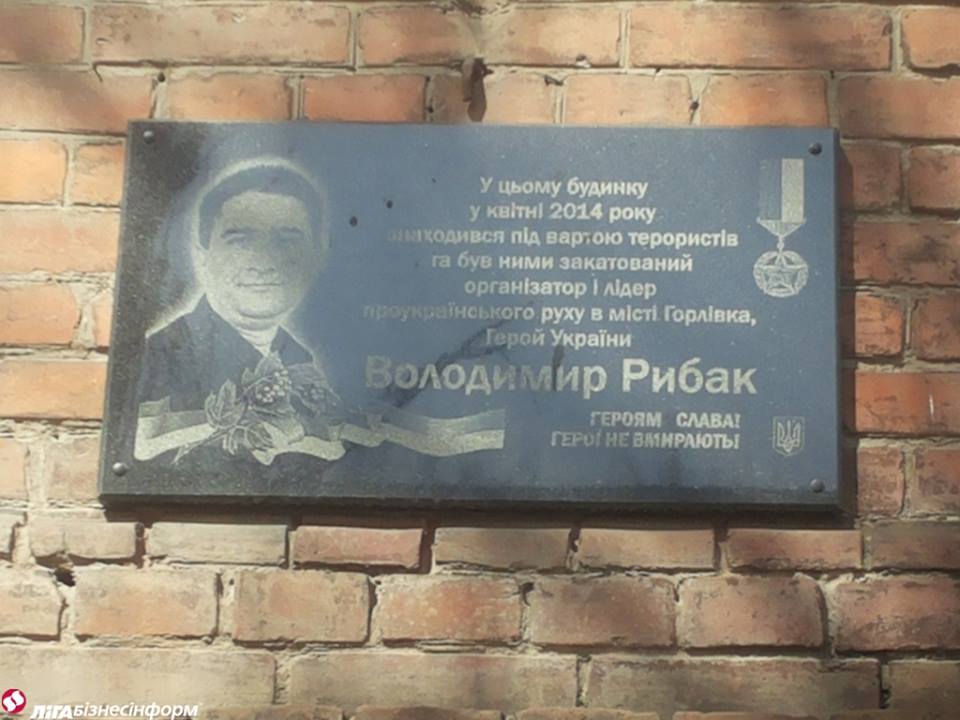 У цьому будинку
у квітні 2014 року
знаходився під вартою терористів
та був ними закатований
організатор і лідер
проукраїнського руху в місті Горлівка,
Герой України
Володимир Рибак
ГЕРОЯМ СЛАВА!
ГЕРОЇ НЕ ВМИРАЮТЬ!
ЛІГАБІЗНЕСІНФОРМ